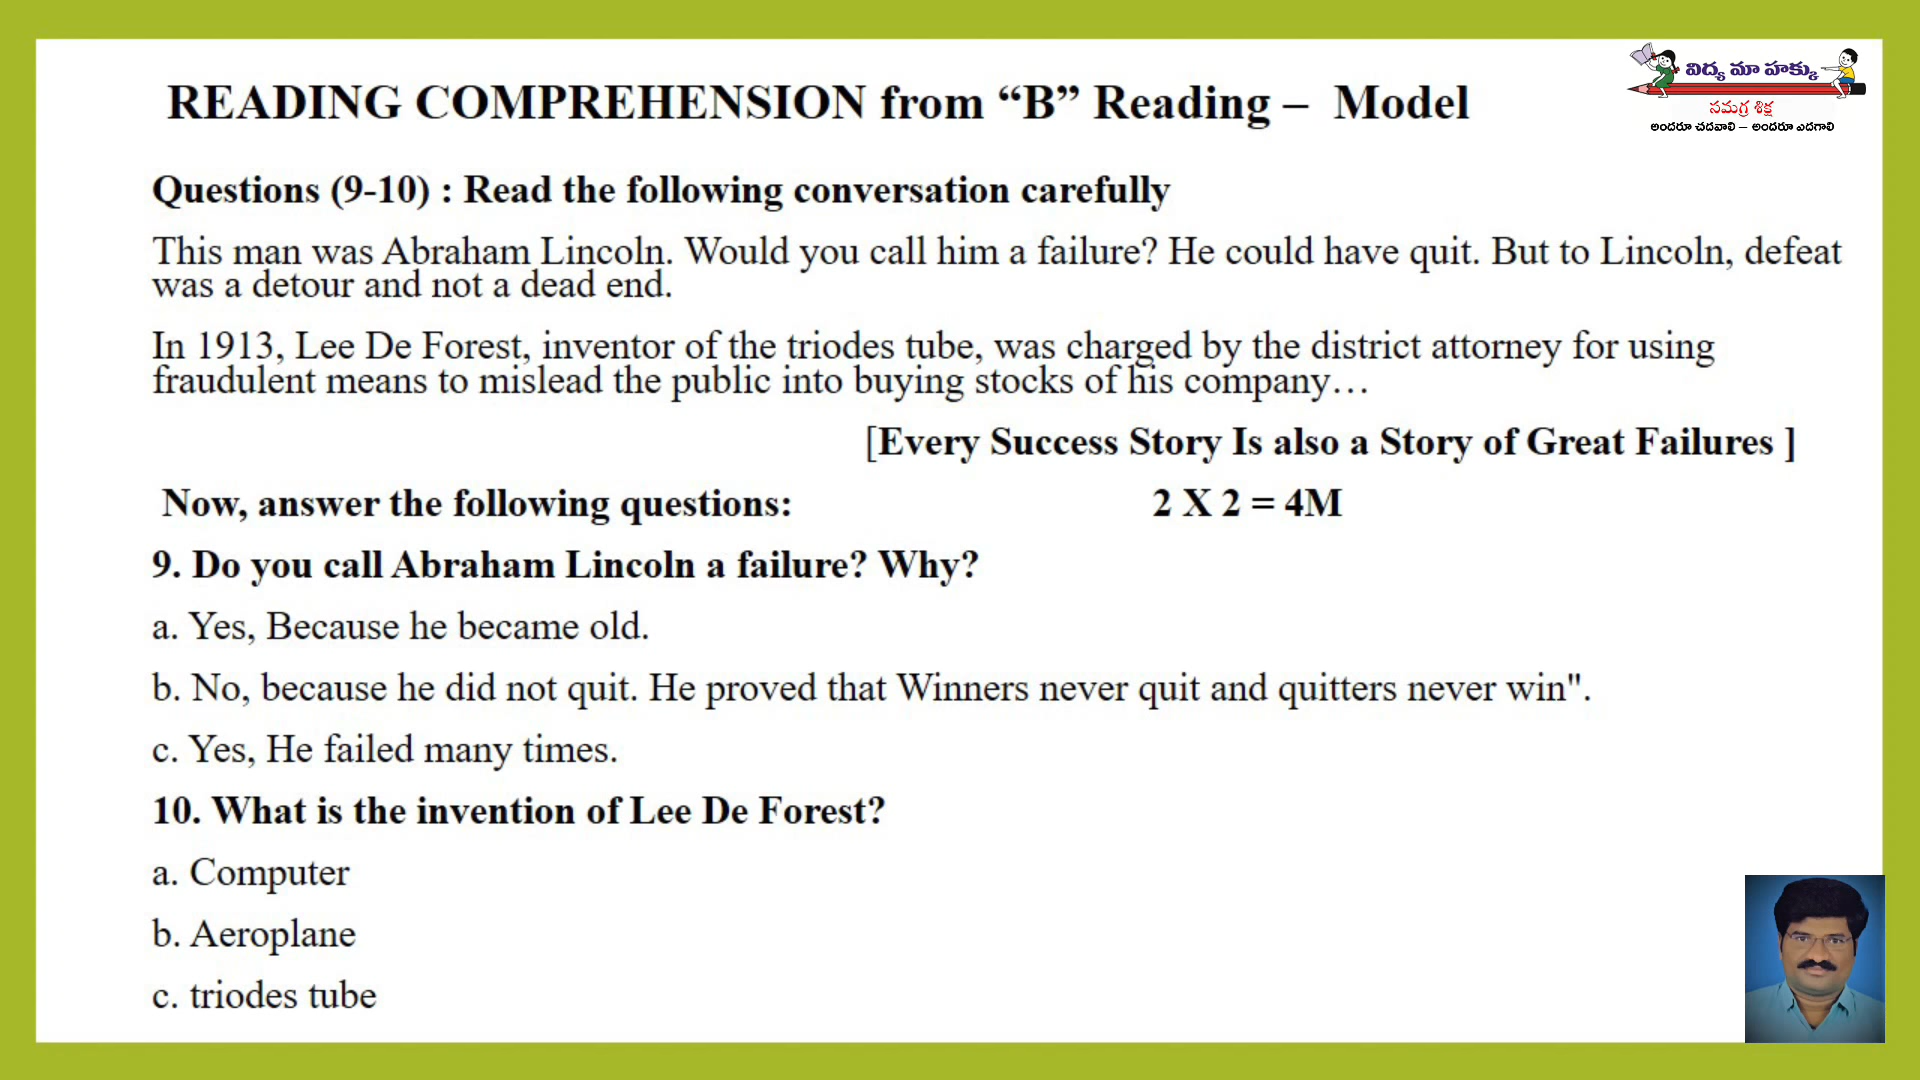 విద్య మా హక్కు
సమగ్ర శిక్ష
అందరూ చదవాలి – అందరూ ఎదగాలి
READING COMPREHENSION from “B” Reading – Model
Questions (9-10) : Read the following conversation carefully
This man was Abraham Lincoln. Would you call him a failure? He could have quit. But to Lincoln, defeat
was a detour and not a dead end.
In 1913, Lee De Forest, inventor of the triodes tube, was charged by the district attorney for using
fraudulent means to mislead the public into buying stocks of his company…
[Every Success Story Is also a Story of Great Failures ]
Now, answer the following questions: 2 X 2 = 4M
9. Do you call Abraham Lincoln a failure? Why?
a. Yes, Because he became old.
b. No, because he did not quit. He proved that Winners never quit and quitters never win".
c. Yes, He failed many times.
10. What is the invention of Lee De Forest?
a. Computer
b. Aeroplane
c. triodes tube